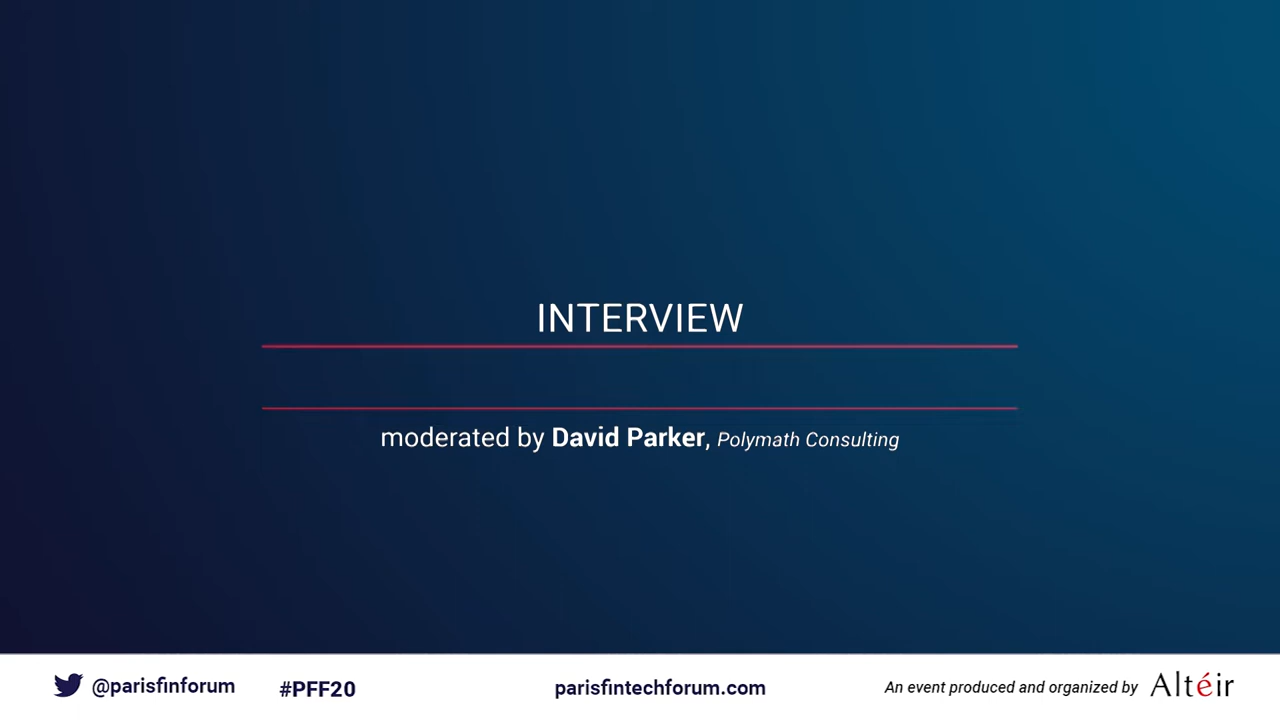 INTERVIEW
moderated by David Parker, Polymath Consulting
@parisfinforum #PFF20 parisfintechforum.com An event produced and organized by Altéir